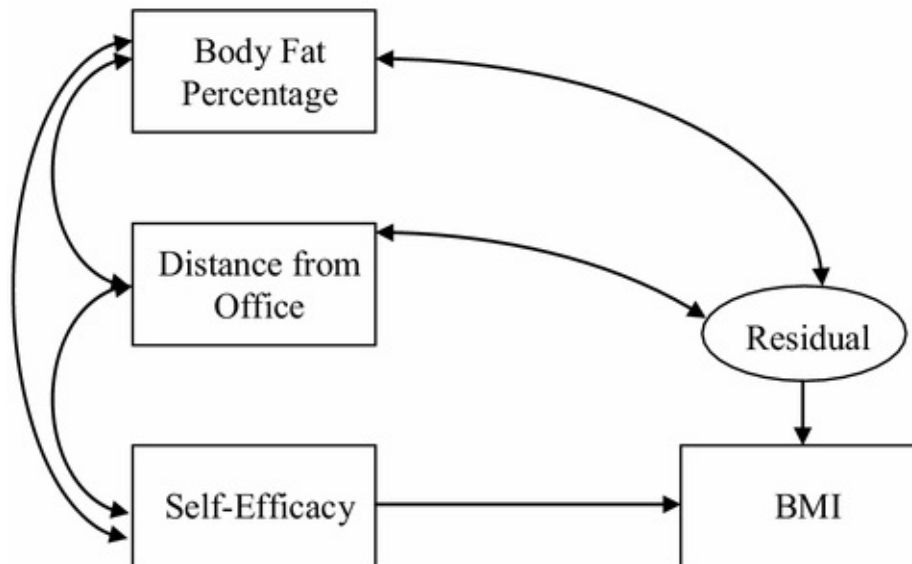 Body Fat
Percentage
Distance from
Office
Residual
Self-Efficacy
BMI